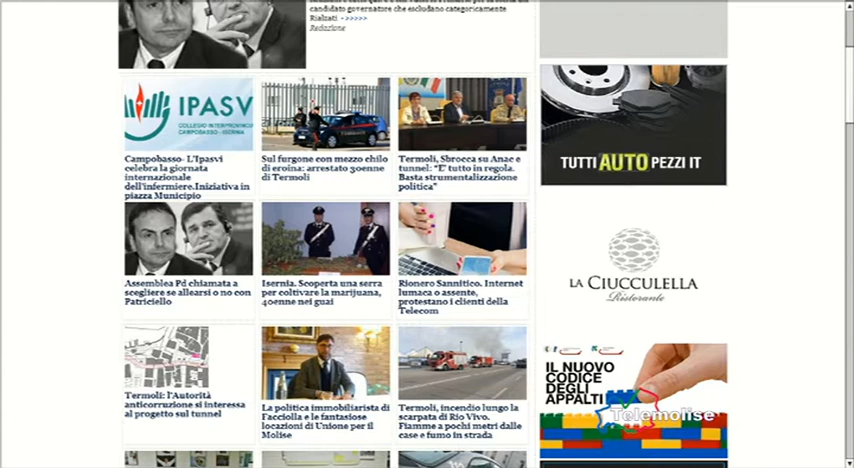 candidato governatore che escludano categoricamente
Rialzati ->>>>>
Redazione
IPASVI
COLLEGIO INTERPROVINCIALE
CAMPOBASSO - ISERNIA
Campobasso- L'Ipasvi
celebra la giornata
internazionale
dell'infermiere.Iniziativa in
piazza Municipio
CARABINIERI
Sul furgone con mezzo chilo
di eroina: arrestato 30enne
di Termoli
Termoli, Sbrocca su Anac e
tunnel: "E' tutto in regola.
Basta strumentalizzazione
politica"
TUTTI AUTO PEZZI IT
Assemblea Pd chiamata a
scegliere se allearsi o no con
Patriciello
Isernia. Scoperta una serra
per coltivare la marijuana,
40enne nei guai
Rionero Sannitico. Internet
lumaca o assente,
protestano i clienti della
Telecom
LA CIUCCULELLA
Ristorante
Termoli: l'Autorità
anticorruzione si interessa
al progetto sul tunnel
La politica immobiliarista di
Facciolla e le fantasiose
locazioni di Unione per il
Molise
Termoli, incendio lungo la
scarpata di Rio Vivo.
Fiamme a pochi metri dalle
case e fumo in strada
IL NUOVO
CODICE
DEGLI
APPALTI
Telemolise